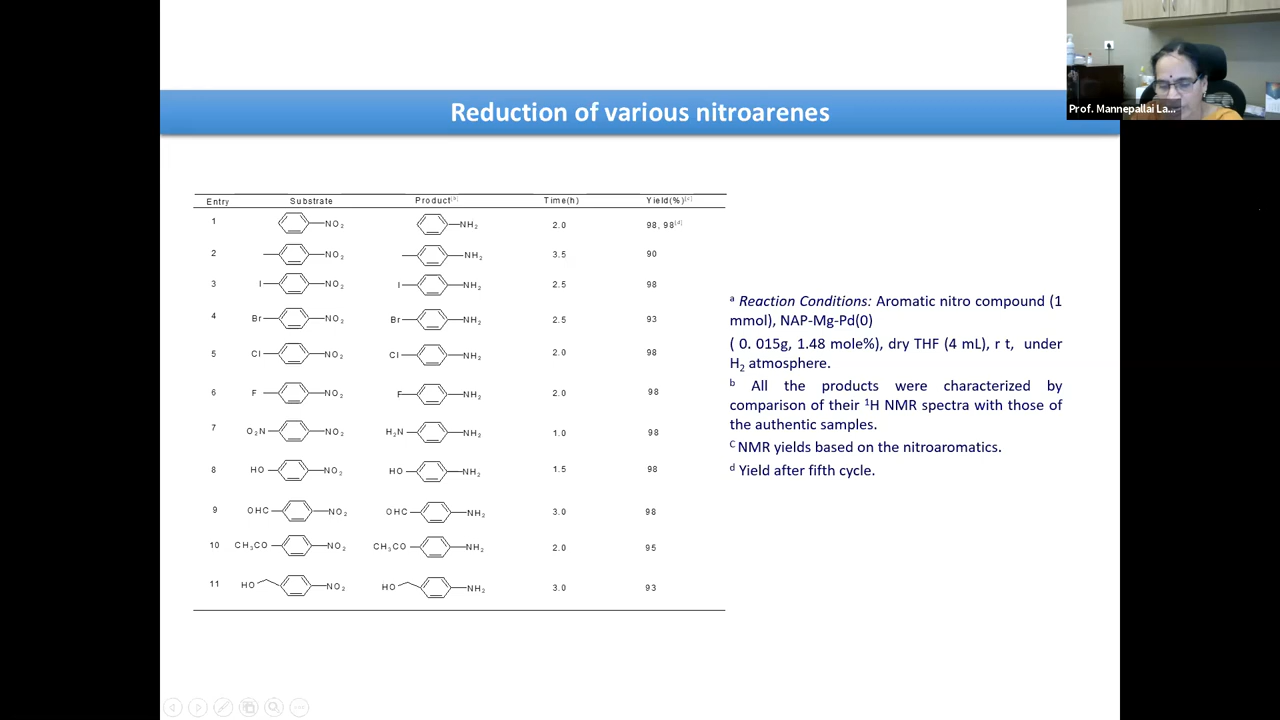 Prof. Mannepallai La...
Reduction of various nitroarenes
Entry Substrate Product[b] Time(h) Yield(%)[c]
1 NO2 NH2 2.0 98, 98[d]
2 NO2 NH2 3.5 90
3 I NO2 I NH2 2.5 98
4 Br NO2 Br NH2 2.5 93
5 Cl NO2 Cl NH2 2.0 98
6 F NO2 F NH2 2.0 98
7 O2N NO2 H2N NH2 1.0 98
8 HO NO2 HO NH2 1.5 98
9 OHC NO2 OHC NH2 3.0 98
10 CH3CO NO2 CH3CO NH2 2.0 95
11 HO NO2 HO NH2 3.0 93
a Reaction Conditions: Aromatic nitro compound (1
mmol), NAP-Mg-Pd(0)
( 0. 015g, 1.48 mole%), dry THF (4 mL), r t, under
H2 atmosphere.
b All the products were characterized by
comparison of their 1H NMR spectra with those of
the authentic samples.
C NMR yields based on the nitroaromatics.
d Yield after fifth cycle.